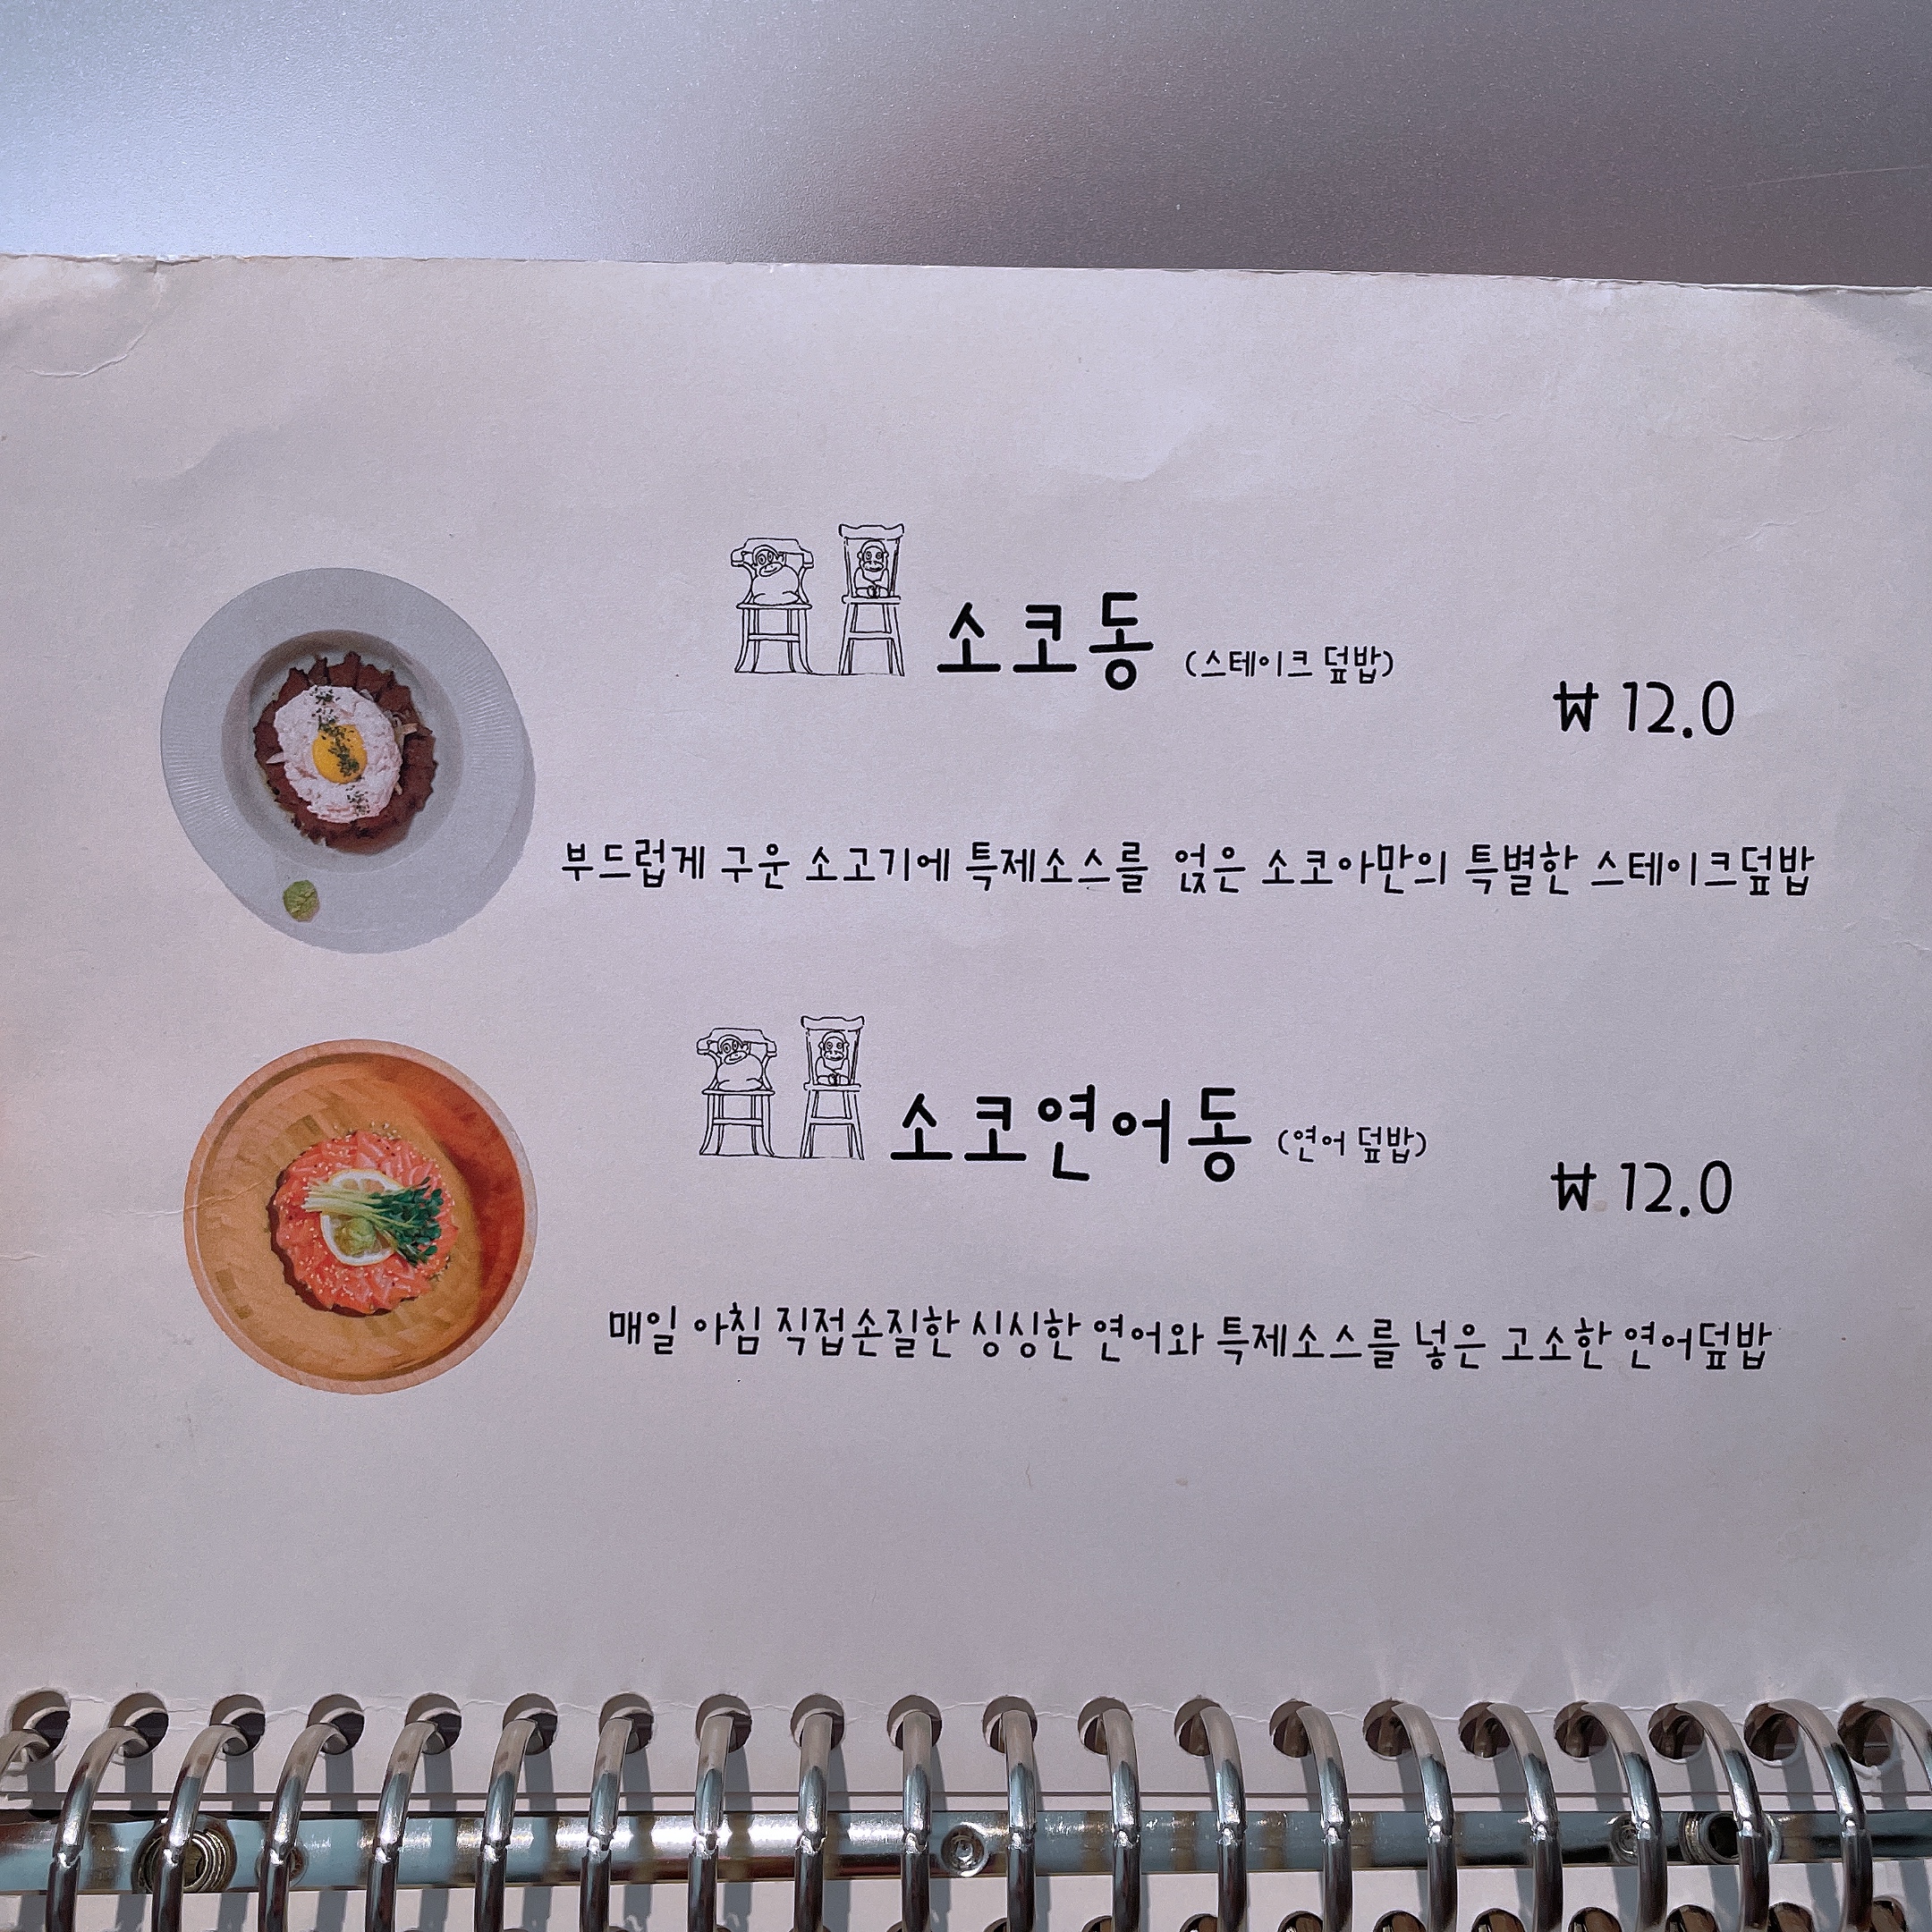 소코동 (스테이크 덮밥)
₩ 12.0
부드럽게 구운 소고기에 특제소스를 얹은 소코아만의 특별한 스테이크덮밥
소코연어동 (연어 덮밥)
₩ 12.0
매일 아침 직접손질한 싱싱한 연어와 특제소스를 넣은 고소한 연어덮밥